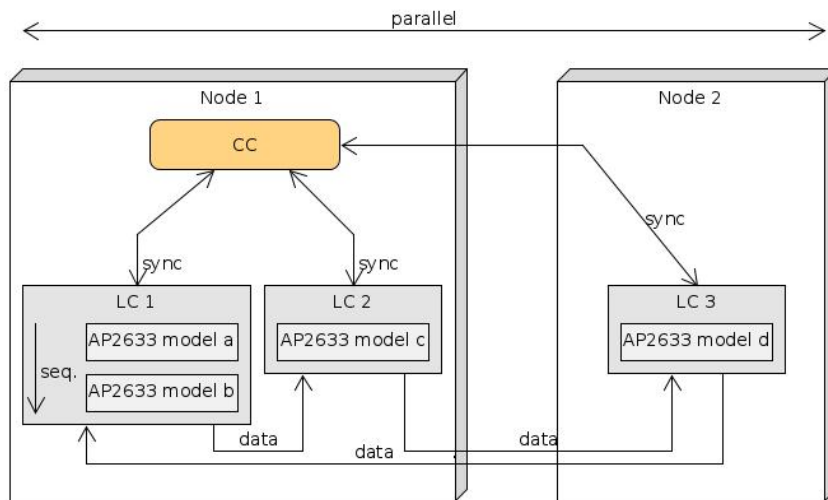 parallel
Node 1
Node 2
CC
sync
sync
sync
LC 1
LC 2
LC 3
AP2633 model a
AP2633 model c
AP2633 model d
seq.
AP2633 model b
data
data
data